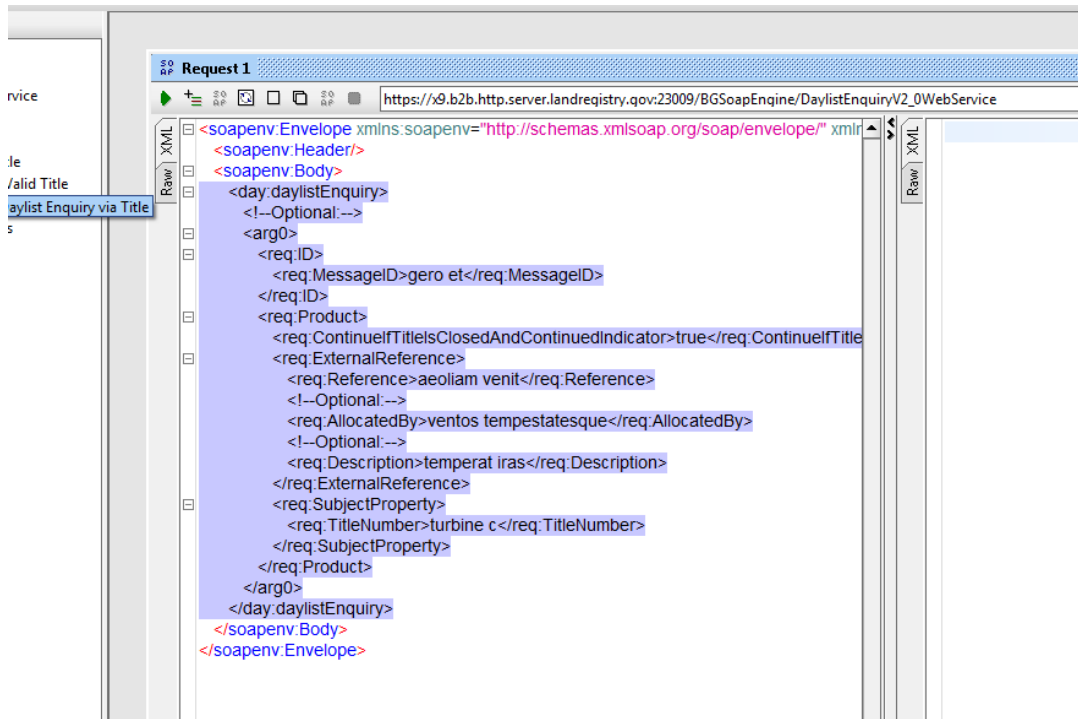 Request 1
https://x9.b2b.http.server.landregistry.gov:23009/BGSoapEngine/DaylistEnquiryV2_0WebService
rvice
Valid Title
aylist Enquiry via Title
XML
Raw
<soapenv:Envelope xmlns:soapenv="http://schemas.xmlsoap.org/soap/envelope/" xmlr
<soapenv:Header/>
<soapenv:Body>
<day:daylistEnquiry>
<!--Optional:-->
<arg0>
<req:ID>
<req:MessageID>gero et</req:MessageID>
</req:ID>
<req:Product>
<req:ContinueIfTitleIsClosedAndContinuedIndicator>true</req:ContinueIfTitle
<req:ExternalReference>
<req:Reference>aeoliam venit</req:Reference>
<!--Optional:-->
<req:AllocatedBy>ventos tempestatesque</req:AllocatedBy>
<!--Optional:-->
<req:Description>temperat iras</req:Description>
</req:ExternalReference>
<req:SubjectProperty>
<req:TitleNumber>turbine c</req:TitleNumber>
</req:SubjectProperty>
</req:Product>
</arg0>
</day:daylistEnquiry>
</soapenv:Body>
</soapenv:Envelope>
XML
Raw